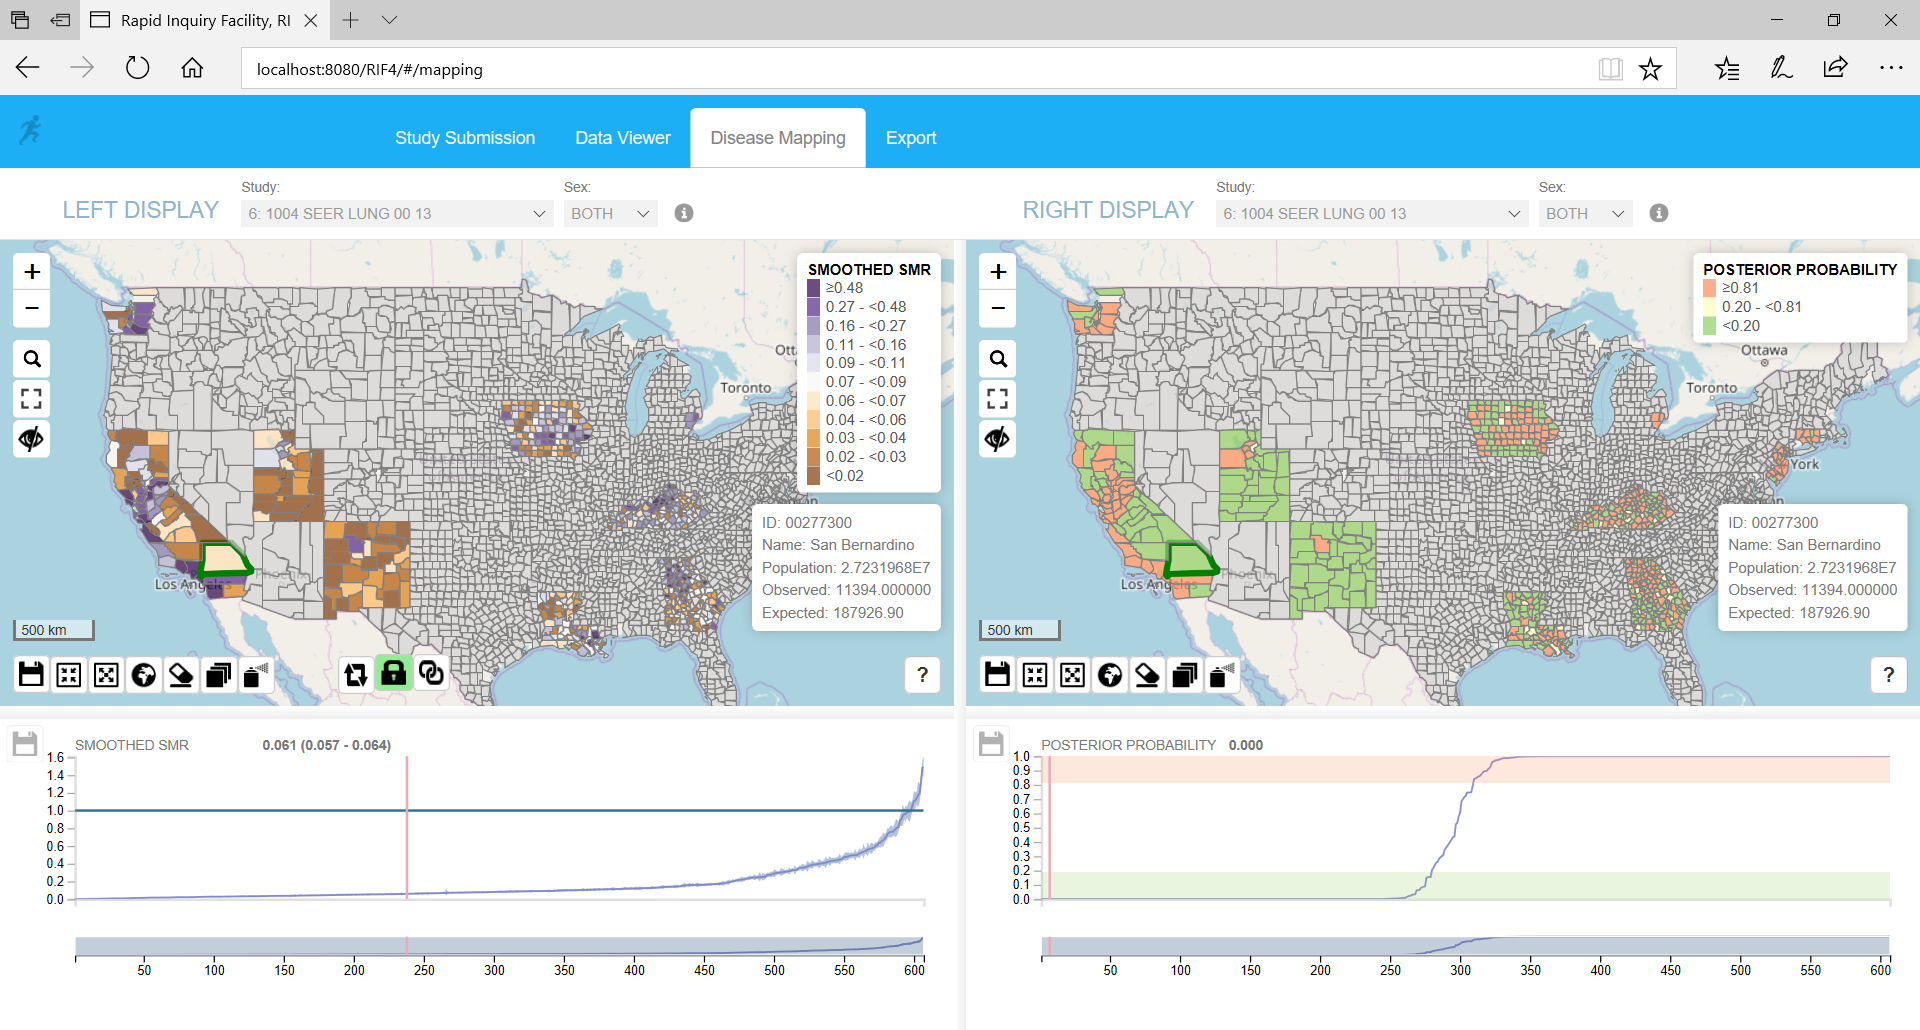 Rapid Inquiry Facility, RI
localhost:8080/RIF4/#/mapping
Study Submission
Data Viewer
Disease Mapping
Export
LEFT DISPLAY
Study:
6: 1004 SEER LUNG 00 13
Sex:
BOTH
RIGHT DISPLAY
Study:
6: 1004 SEER LUNG 00 13
Sex:
BOTH
+
−
SMOOTHED SMR
≥0.48
0.27 - <0.48
0.16 - <0.27
0.11 - <0.16
0.09 - <0.11
0.07 - <0.09
0.06 - <0.07
0.04 - <0.06
0.03 - <0.04
0.02 - <0.03
<0.02
Toronto
Los Angeles
Phoenix
ID: 00277300
Name: San Bernardino
Population: 2.7231968E7
Observed: 11394.000000
Expected: 187926.90
500 km
?
+
−
POSTERIOR PROBABILITY
≥0.81
0.20 - <0.81
<0.20
Ottawa
Toronto
York
Los Angeles
Phoenix
ID: 00277300
Name: San Bernardino
Population: 2.7231968E7
Observed: 11394.000000
Expected: 187926.90
500 km
?
SMOOTHED SMR 0.061 (0.057 - 0.064)
1.6
1.4
1.2
1.0
0.8
0.6
0.4
0.2
0.0
50 100 150 200 250 300 350 400 450 500 550 600
POSTERIOR PROBABILITY 0.000
1.0
0.9
0.8
0.7
0.6
0.5
0.4
0.3
0.2
0.1
0.0
50 100 150 200 250 300 350 400 450 500 550 600